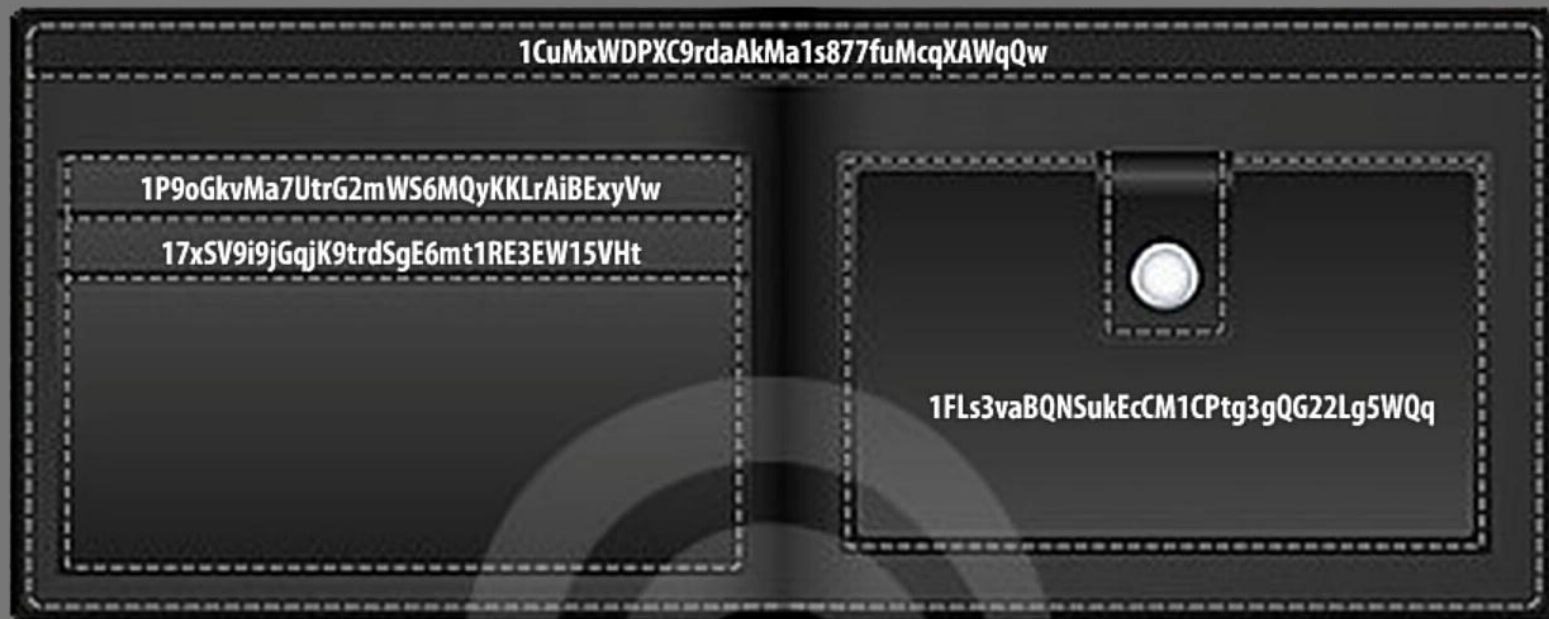 1CuMxWDPXC9rdaAkMa1s877fuMcqXAWqQw
1P9oGkvMa7UtrG2mWS6MQyKKLrAiBExyVw
17xSV9i9jGqjK9trdSgE6mt1RE3EW15VHt
1FLs3vaBQNSukEcCM1CPtg3gQG22Lg5WQq